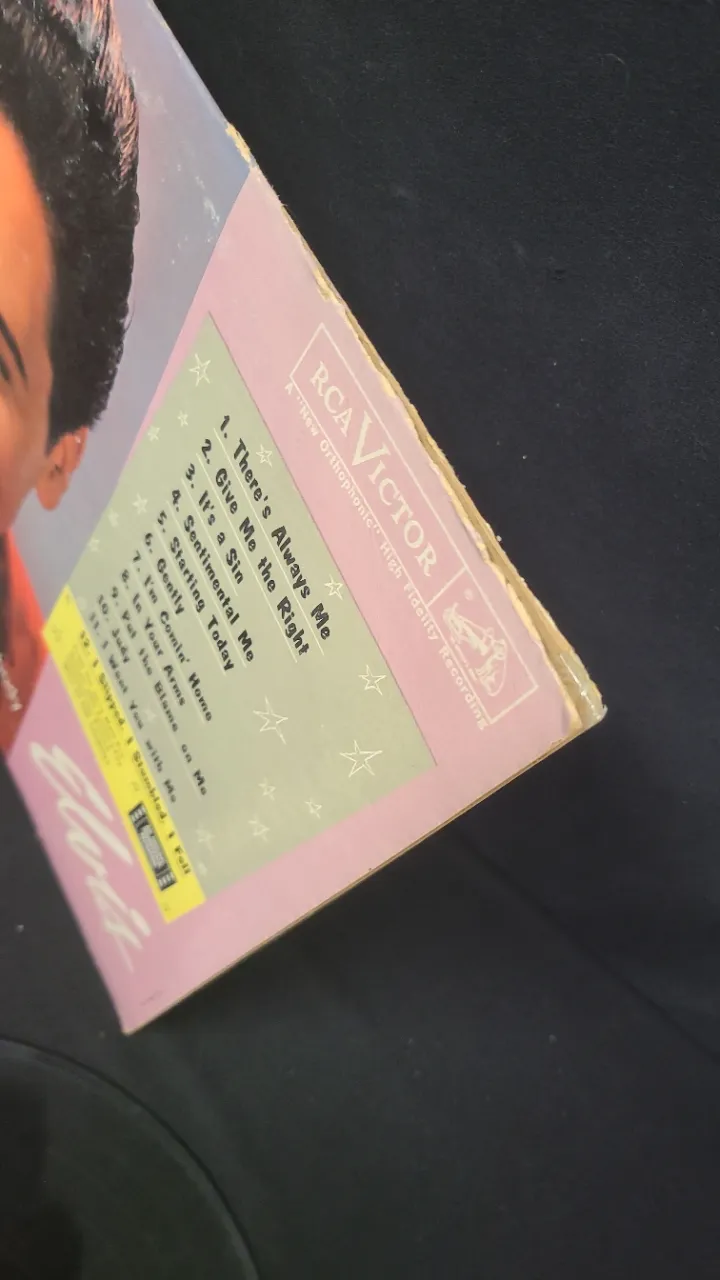 RCA VICTOR
®
A "New Orthophonic" High Fidelity Recording
1. There's Always Me
2. Give Me the Right
3. It's a Sin
4. Sentimental Me
5. Starting Today
6. Gently
7. I'm Comin' Home
8. In Your Arms
9. Put the Blame on Me
10. Judy
11. I Want You with Me
12. I Slipped, I Stumbled, I Fell
Elvis